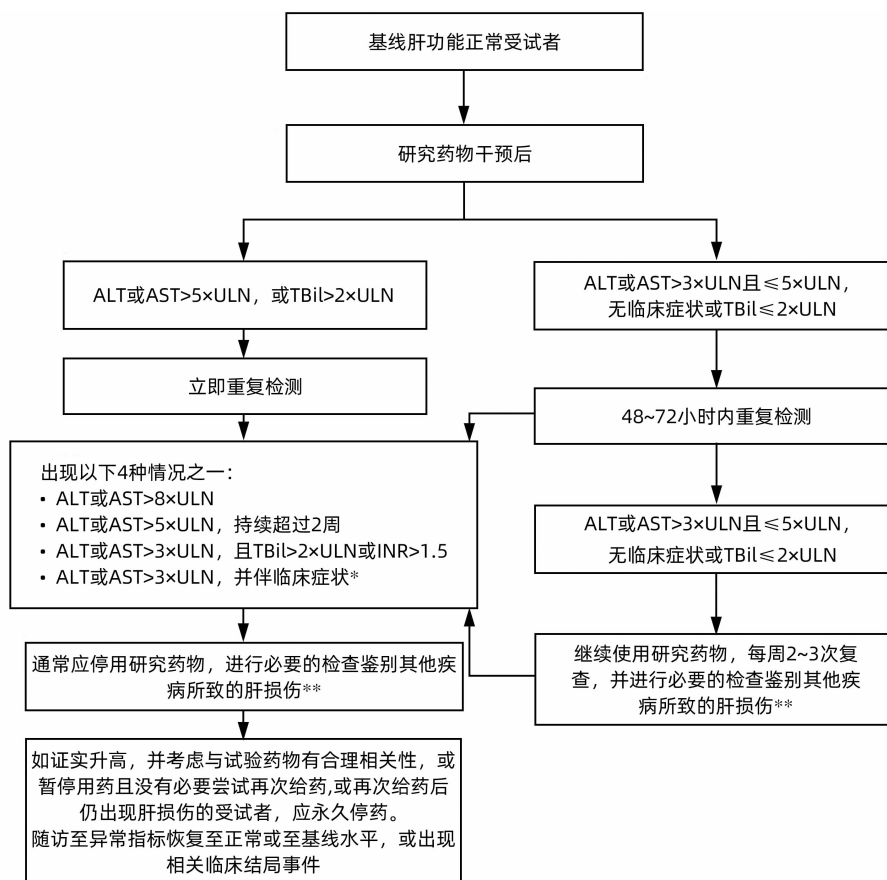 基线肝功能正常受试者
研究药物干预后
ALT或AST>5×ULN，或TBil>2×ULN
立即重复检测
出现以下4种情况之一：
• ALT或AST>8×ULN
• ALT或AST>5×ULN，持续超过2周
• ALT或AST>3×ULN，且TBil>2×ULN或INR>1.5
• ALT或AST>3×ULN，并伴临床症状*
通常应停用研究药物，进行必要的检查鉴别其他疾
病所致的肝损伤**
如证实升高，并考虑与试验药物有合理相关性，或
暂停用药且没有必要尝试再次给药,或再次给药后
仍出现肝损伤的受试者，应永久停药。
随访至异常指标恢复至正常或至基线水平，或出现
相关临床结局事件
ALT或AST>3×ULN且≤5×ULN，
无临床症状或TBil≤2×ULN
48~72小时内重复检测
ALT或AST>3×ULN且≤5×ULN，
无临床症状或TBil≤2×ULN
继续使用研究药物，每周2~3次复
查，并进行必要的检查鉴别其他疾
病所致的肝损伤**